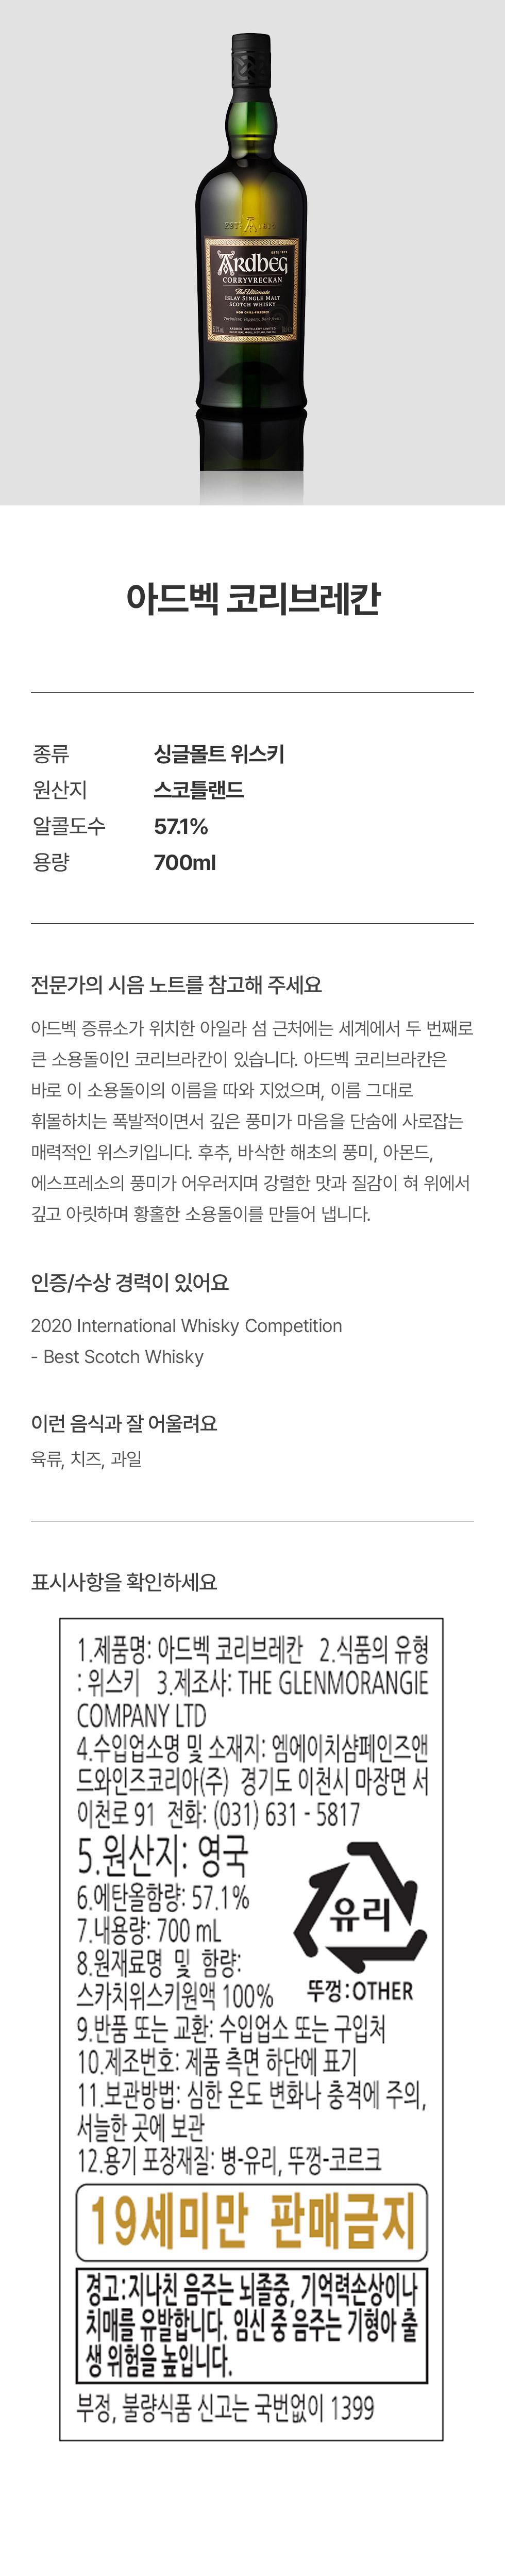 ESTD 1815
Ardbeg
CORRYVRECKAN
The Ultimate
ISLAY SINGLE MALT
SCOTCH WHISKY
NON CHILL-FILTERED
ARDBEG DISTILLERY LIMITED
아드벡 코리브레칸
종류 싱글몰트 위스키
원산지 스코틀랜드
알콜도수 57.1%
용량 700ml
전문가의 시음 노트를 참고해 주세요
아드벡 증류소가 위치한 아일라 섬 근처에는 세계에서 두 번째로
큰 소용돌이인 코리브라칸이 있습니다. 아드벡 코리브라칸은
바로 이 소용돌이의 이름을 따와 지었으며, 이름 그대로
휘몰하치는 폭발적이면서 깊은 풍미가 마음을 단숨에 사로잡는
매력적인 위스키입니다. 후추, 바삭한 해초의 풍미, 아몬드,
에스프레소의 풍미가 어우러지며 강렬한 맛과 질감이 혀 위에서
깊고 아릿하며 황홀한 소용돌이를 만들어 냅니다.
인증/수상 경력이 있어요
2020 International Whisky Competition
- Best Scotch Whisky
이런 음식과 잘 어울려요
육류, 치즈, 과일
표시사항을 확인하세요
1.제품명: 아드벡 코리브레칸 2.식품의 유형
: 위스키 3.제조사: THE GLENMORANGIE
COMPANY LTD
4.수입업소명 및 소재지: 엠에이치샴페인즈앤
드와인즈코리아(주) 경기도 이천시 마장면 서
이천로 91 전화: (031) 631 - 5817
5.원산지: 영국
6.에탄올함량: 57.1%
7.내용량: 700 mL
8.원재료명 및 함량:
스카치위스키원액 100%
유리
뚜껑:OTHER
9.반품 또는 교환: 수입업소 또는 구입처
10.제조번호: 제품 측면 하단에 표기
11.보관방법: 심한 온도 변화나 충격에 주의,
서늘한 곳에 보관
12.용기 포장재질: 병-유리, 뚜껑-코르크
19세미만 판매금지
경고:지나친 음주는 뇌졸중, 기억력손상이나
치매를 유발합니다. 임신 중 음주는 기형아 출
생 위험을 높입니다.
부정, 불량식품 신고는 국번없이 1399